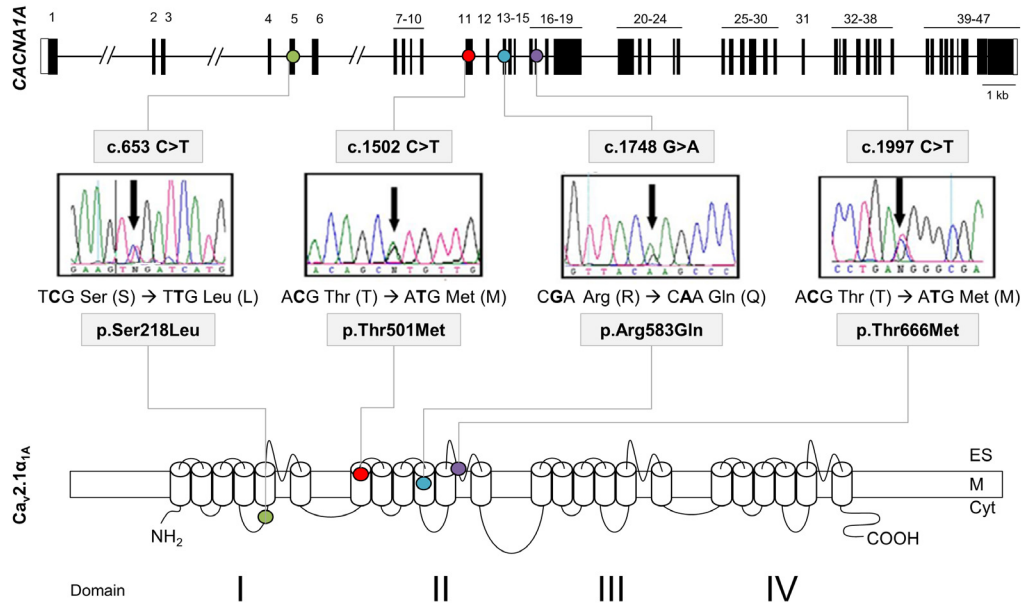 CACNA1A
1 2 3 4 5 6 7-10 11 12 13-15 16-19 20-24 25-30 31 32-38 39-47
1 kb
c.653 C>T c.1502 C>T c.1748 G>A c.1997 C>T
G A A G T N G A T C A T G
A C A G C N T G T T G
G T T A C A A G C C C
C C T G A N G G G C G A
TCG Ser (S) → TTG Leu (L) ACG Thr (T) → ATG Met (M) CGA Arg (R) → CAA Gln (Q) ACG Thr (T) → ATG Met (M)
p.Ser218Leu p.Thr501Met p.Arg583Gln p.Thr666Met
Cav2.1α1A
ES
M
Cyt
NH2
COOH
Domain I II III IV